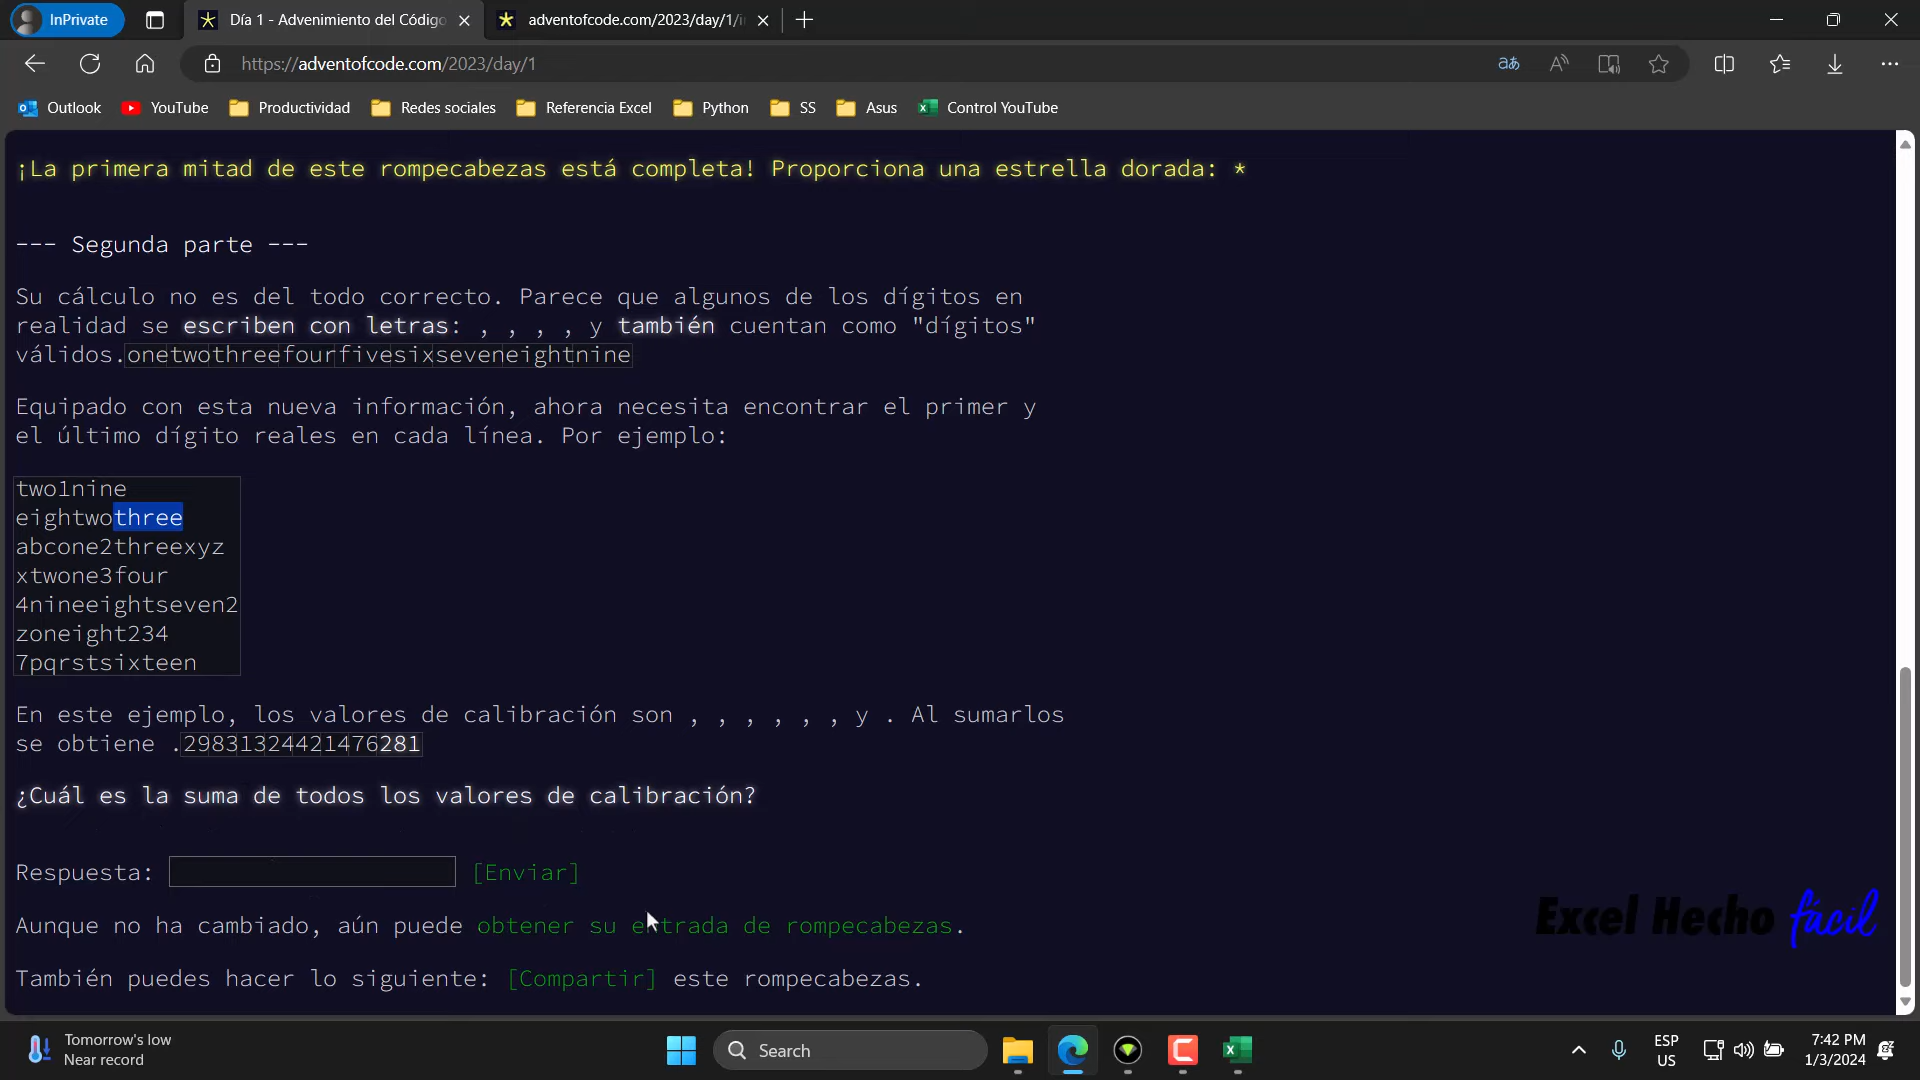 InPrivate
Día 1 - Advenimiento del Código
adventofcode.com/2023/day/1/i
https://adventofcode.com/2023/day/1
Outlook YouTube Productividad Redes sociales Referencia Excel Python SS Asus Control YouTube
¡La primera mitad de este rompecabezas está completa! Proporciona una estrella dorada: *
--- Segunda parte ---
Su cálculo no es del todo correcto. Parece que algunos de los dígitos en
realidad se escriben con letras: , , , , y también cuentan como "dígitos"
válidos.onetwothreefourfivesixseveneightnine
Equipado con esta nueva información, ahora necesita encontrar el primer y
el último dígito reales en cada línea. Por ejemplo:
two1nine
eightwothree
abcone2threexyz
xtwone3four
4nineeightseven2
zoneight234
7pqrstsixteen
En este ejemplo, los valores de calibración son , , , , , , y . Al sumarlos
se obtiene .29831324421476281
¿Cuál es la suma de todos los valores de calibración?
Respuesta: [Enviar]
Aunque no ha cambiado, aún puede obtener su entrada de rompecabezas.
También puedes hacer lo siguiente: [Compartir] este rompecabezas.
Excel Hecho fácil
Tomorrow's low
Near record
Search
ESP
US
7:42 PM
1/3/2024